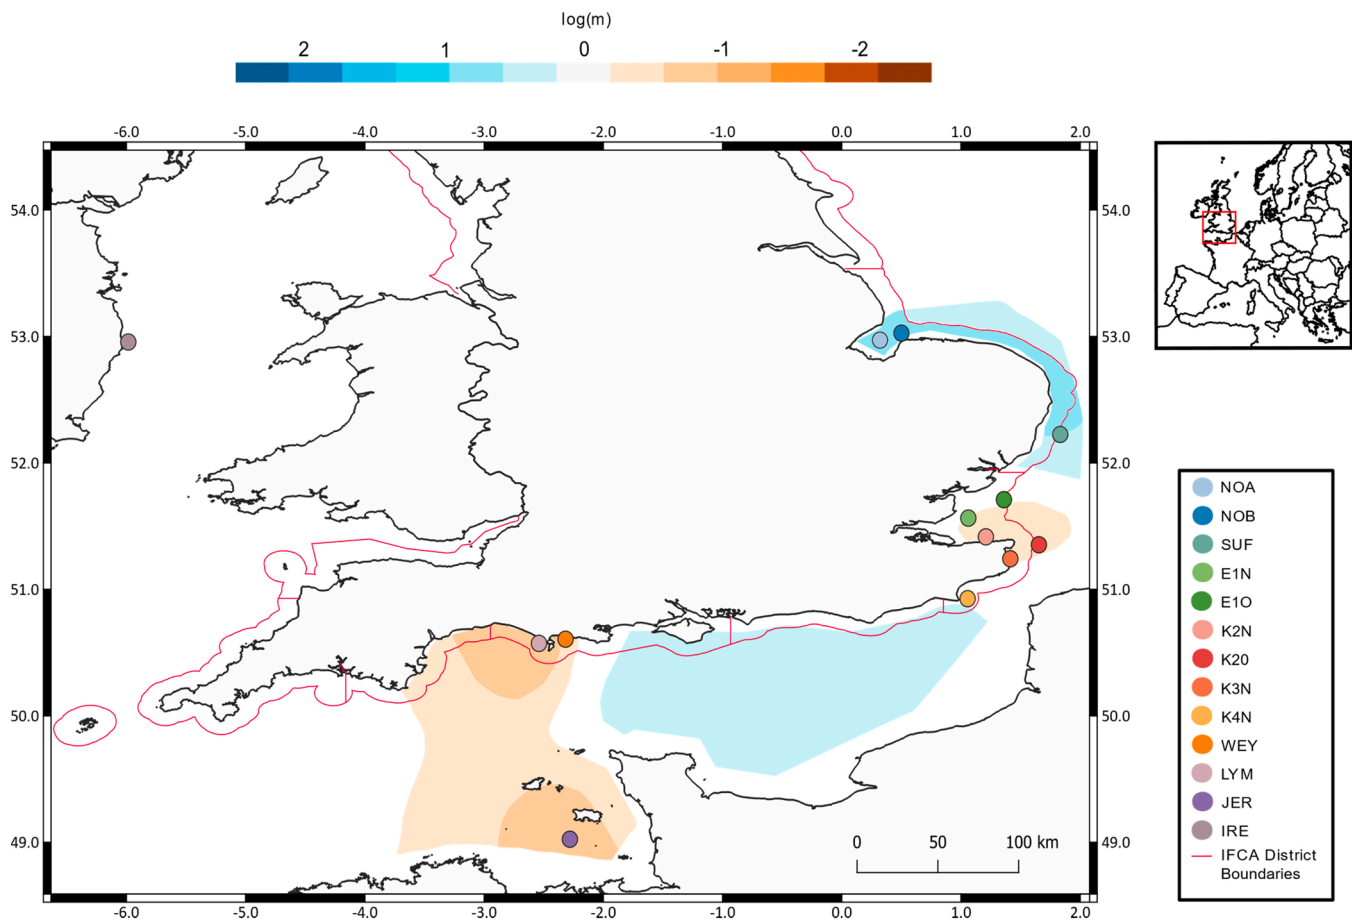 log(m)
2 1 0 -1 -2
-6.0 -5.0 -4.0 -3.0 -2.0 -1.0 0.0 1.0 2.0
54.0 54.0
53.0 53.0
52.0 52.0
51.0 51.0
50.0 50.0
49.0 49.0
0 50 100 km
-6.0 -5.0 -4.0 -3.0 -2.0 -1.0 0.0 1.0 2.0
NOA
NOB
SUF
E1N
E1O
K2N
K20
K3N
K4N
WEY
LYM
JER
IRE
IFCA District
Boundaries